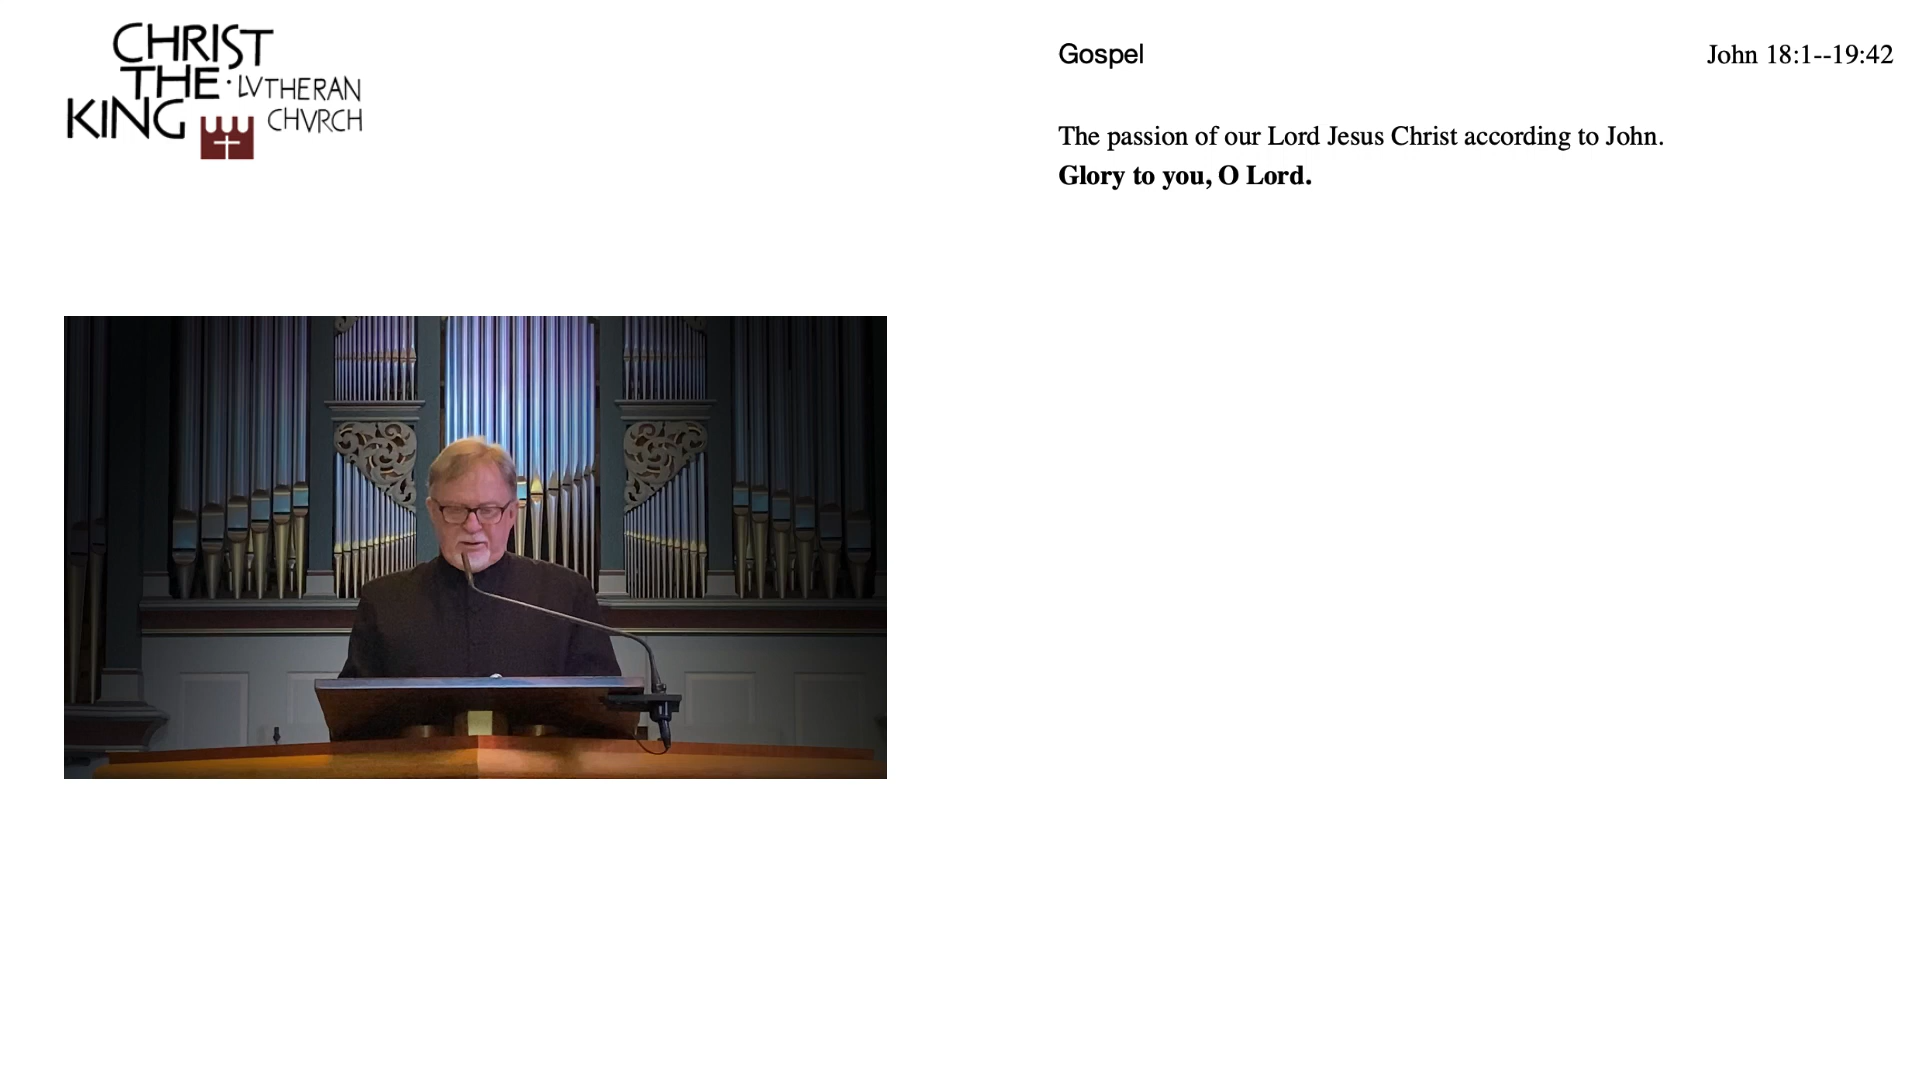 CHRIST
THE · LVTHERAN
KING CHVRCH
Gospel John 18:1--19:42
The passion of our Lord Jesus Christ according to John.
Glory to you, O Lord.